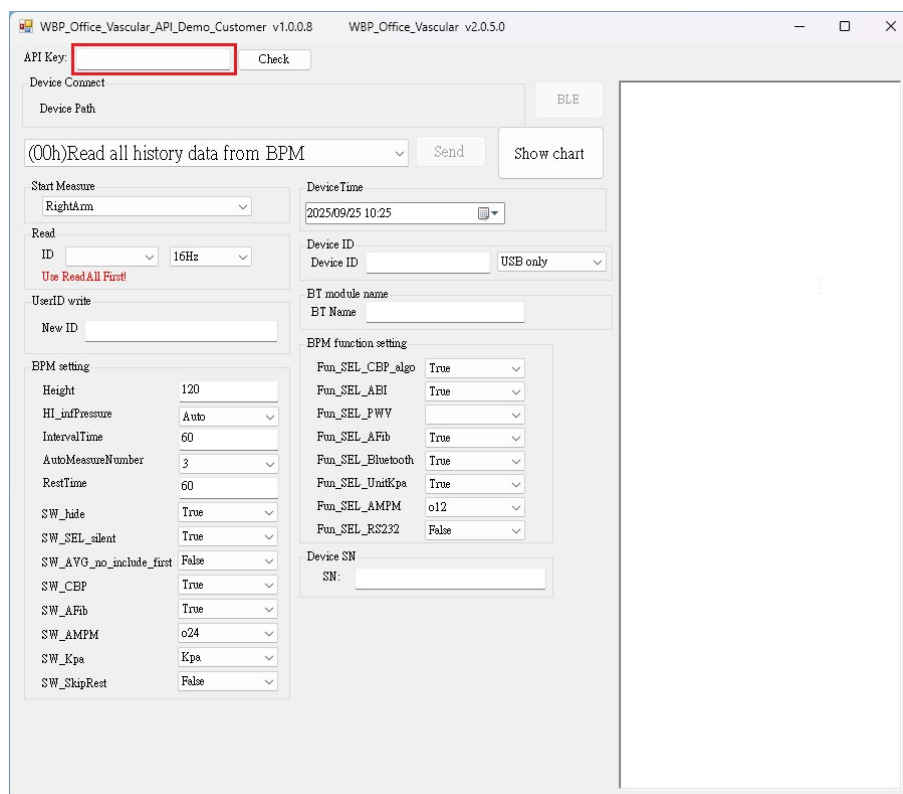 WBP_Office_Vascular_API_Demo_Customer v1.0.0.8 WBP_Office_Vascular v2.0.5.0
API Key: Check
Device Connect
Device Path
BLE
(00h)Read all history data from BPM
Send
Show chart
Start Measure
RightArm
Read
ID 16Hz
Use ReadAll First!
UserID write
New ID
BPM setting
Height 120
HI_infPressure Auto
IntervalTime 60
AutoMeasureNumber 3
RestTime 60
SW_hide True
SW_SEL_silent True
SW_AVG_no_include_first False
SW_CBP True
SW_AFib True
SW_AMPM o24
SW_Kpa Kpa
SW_SkipRest False
DeviceTime
2025/09/25 10:25
Device ID
Device ID USB only
BT module name
BT Name
BPM function setting
Fun_SEL_CBP_algo True
Fun_SEL_ABI True
Fun_SEL_PWV
Fun_SEL_AFib True
Fun_SEL_Bluetooth True
Fun_SEL_UnitKpa True
Fun_SEL_AMPM o12
Fun_SEL_RS232 False
Device SN
SN: